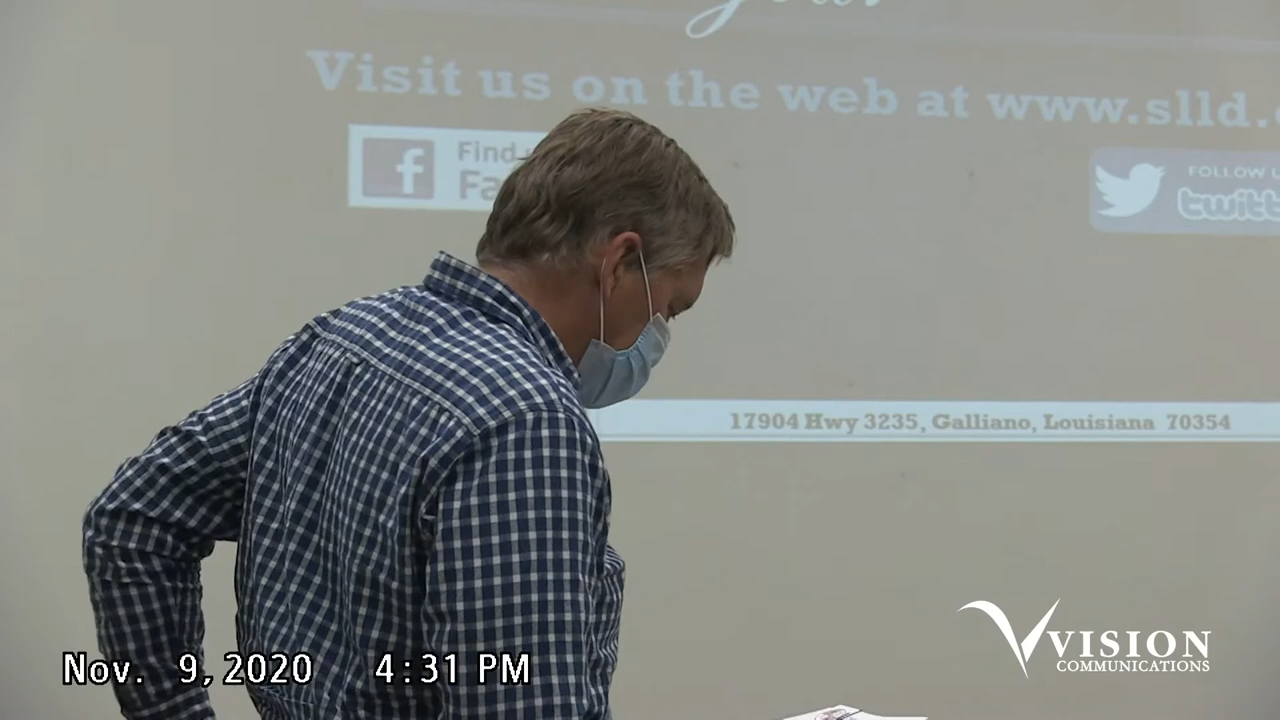 Visit us on the web at www.slld.
f Find
FOLLOW
17904 Hwy 3235, Galliano, Louisiana 70354
VISION
COMMUNICATIONS
Nov. 9, 2020 4:31 PM